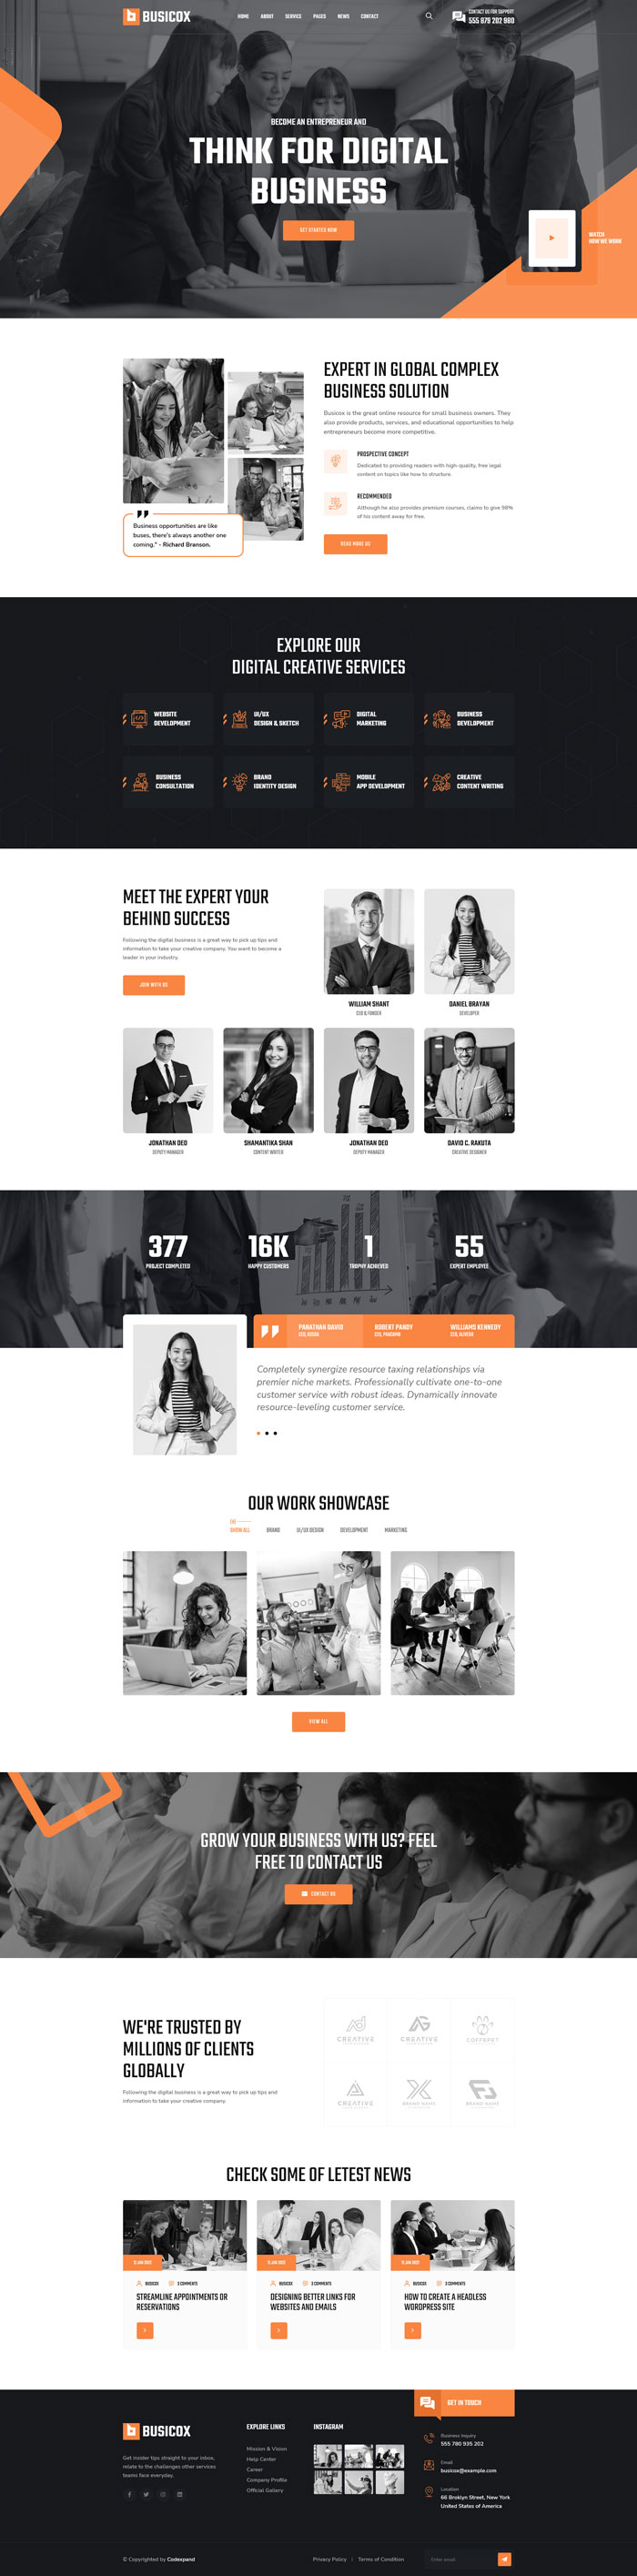 BUSICOX
HOME ABOUT SERVICE PAGES NEWS CONTACT
CONTACT US FOR SUPPORT
555 879 202 980
BECOME AN ENTREPRENEUR AND
THINK FOR DIGITAL
BUSINESS
GET STARTED NOW
WATCH
HOW WE WORK
EXPERT IN GLOBAL COMPLEX
BUSINESS SOLUTION
Busicox is the great online resource for small business owners. They
also provide products, services, and educational opportunities to help
entrepreneurs become more competitive.
PROSPECTIVE CONCEPT
Dedicated to providing readers with high-quality, free legal
content on topics like how to structure.
RECOMMENDED
Although he also provides premium courses, claims to give 98%
of his content away for free.
READ MORE US
Business opportunities are like
buses, there's always another one
coming." - Richard Branson.
EXPLORE OUR
DIGITAL CREATIVE SERVICES
WEBSITE
DEVELOPMENT
UI/UX
DESIGN & SKETCH
DIGITAL
MARKETING
BUSINESS
DEVELOPMENT
BUSINESS
CONSULTATION
BRAND
IDENTITY DESIGN
MOBILE
APP DEVELOPMENT
CREATIVE
CONTENT WRITING
MEET THE EXPERT YOUR
BEHIND SUCCESS
Following the digital business is a great way to pick up tips and
information to take your creative company. You want to become a
leader in your industry.
JOIN WITH US
WILLIAM SHANT
CEO & FUNDER
DANIEL BRAYAN
DEVELOPER
JONATHAN DEO
DEPUTY MANAGER
SHAMANTIKA SHAN
CONTENT WRITER
JONATHAN DEO
DEPUTY MANAGER
DAVID C. RAKUTA
CREATIVE DESIGNER
377
PROJECT COMPLETED
16K
HAPPY CUSTOMERS
1
TROPHY ACHIEVED
55
EXPERT EMPLOYEE
PANATHAN DAVID
ROBERT PANDY
CEO, PANDAMW
WILLIAMS KENNEDY
Completely synergize resource taxing relationships via
premier niche markets. Professionally cultivate one-to-one
customer service with robust ideas. Dynamically innovate
resource-leveling customer service.
OUR WORK SHOWCASE
SHOW ALL BRAND UI/UX DESIGN DEVELOPMENT MARKETING
VIEW ALL
GROW YOUR BUSINESS WITH US? FEEL
FREE TO CONTACT US
CONTACT US
WE'RE TRUSTED BY
MILLIONS OF CLIENTS
GLOBALLY
Following the digital business is a great way to pick up tips and
information to take your creative company.
CREATIVE
CREATIVE
COFFRPET
CREATIVE
BRAND NAME
BRAND NAME
CHECK SOME OF LETEST NEWS
BUSICOX 3 COMMENTS
STREAMLINE APPOINTMENTS OR
RESERVATIONS
BUSICOX 3 COMMENTS
DESIGNING BETTER LINKS FOR
WEBSITES AND EMAILS
BUSICOX 3 COMMENTS
HOW TO CREATE A HEADLESS
WORDPRESS SITE
GET IN TOUCH
BUSICOX
Get insider tips straight to your inbox,
relate to the challenges other services
teams face everyday.
EXPLORE LINKS
Mission & Vision
Help Center
Career
Company Profile
Official Gallery
INSTAGRAM
Business Inquiry
555 780 935 202
Email
busicox@example.com
Location
66 Broklyn Street, New York
United States of America
© Copyrighted by Codexpand
Privacy Policy | Terms of Condition
Enter email